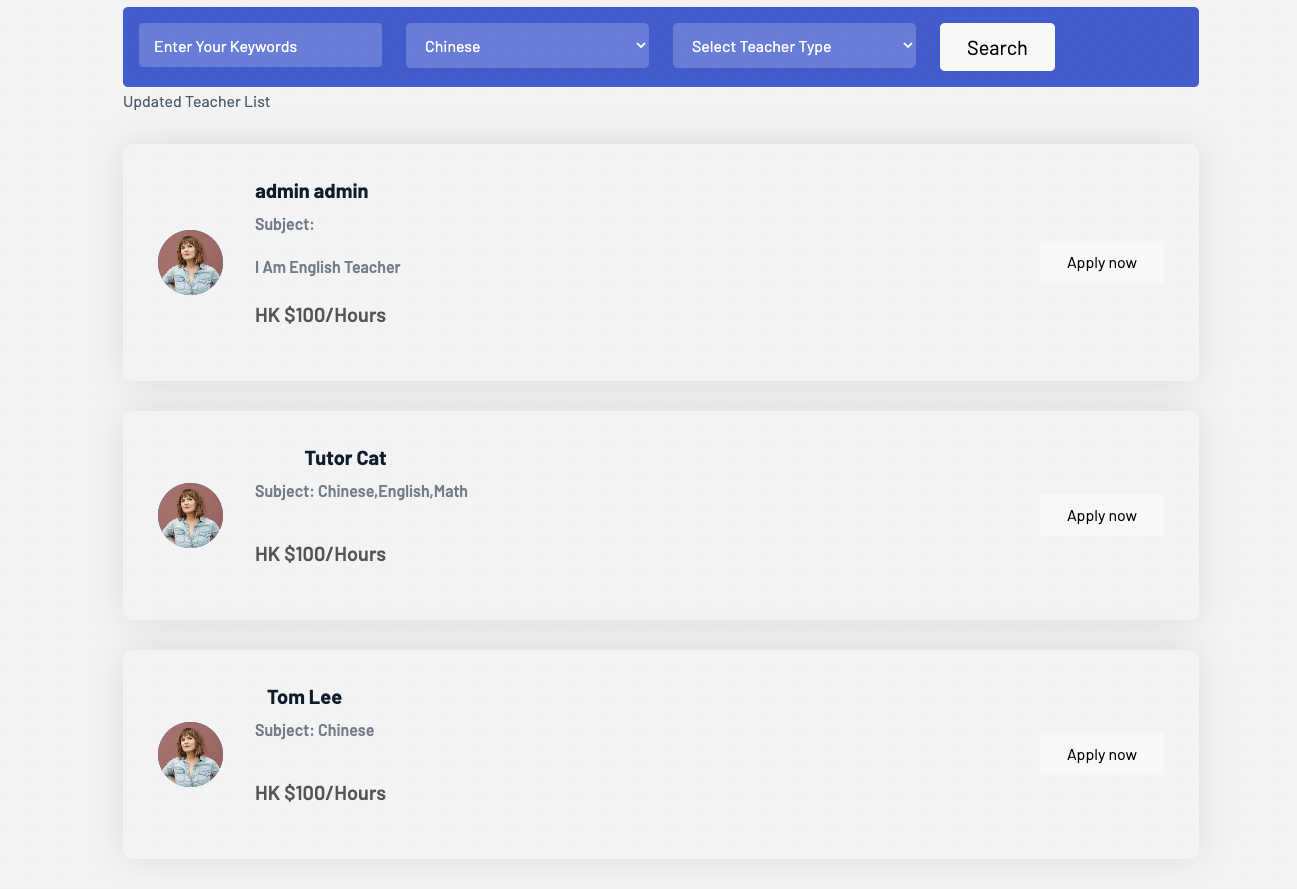 Enter Your Keywords
Chinese
Select Teacher Type
Search
Updated Teacher List
admin admin
Subject:
I Am English Teacher
HK $100/Hours
Apply now
Tutor Cat
Subject: Chinese,English,Math
HK $100/Hours
Apply now
Tom Lee
Subject: Chinese
HK $100/Hours
Apply now